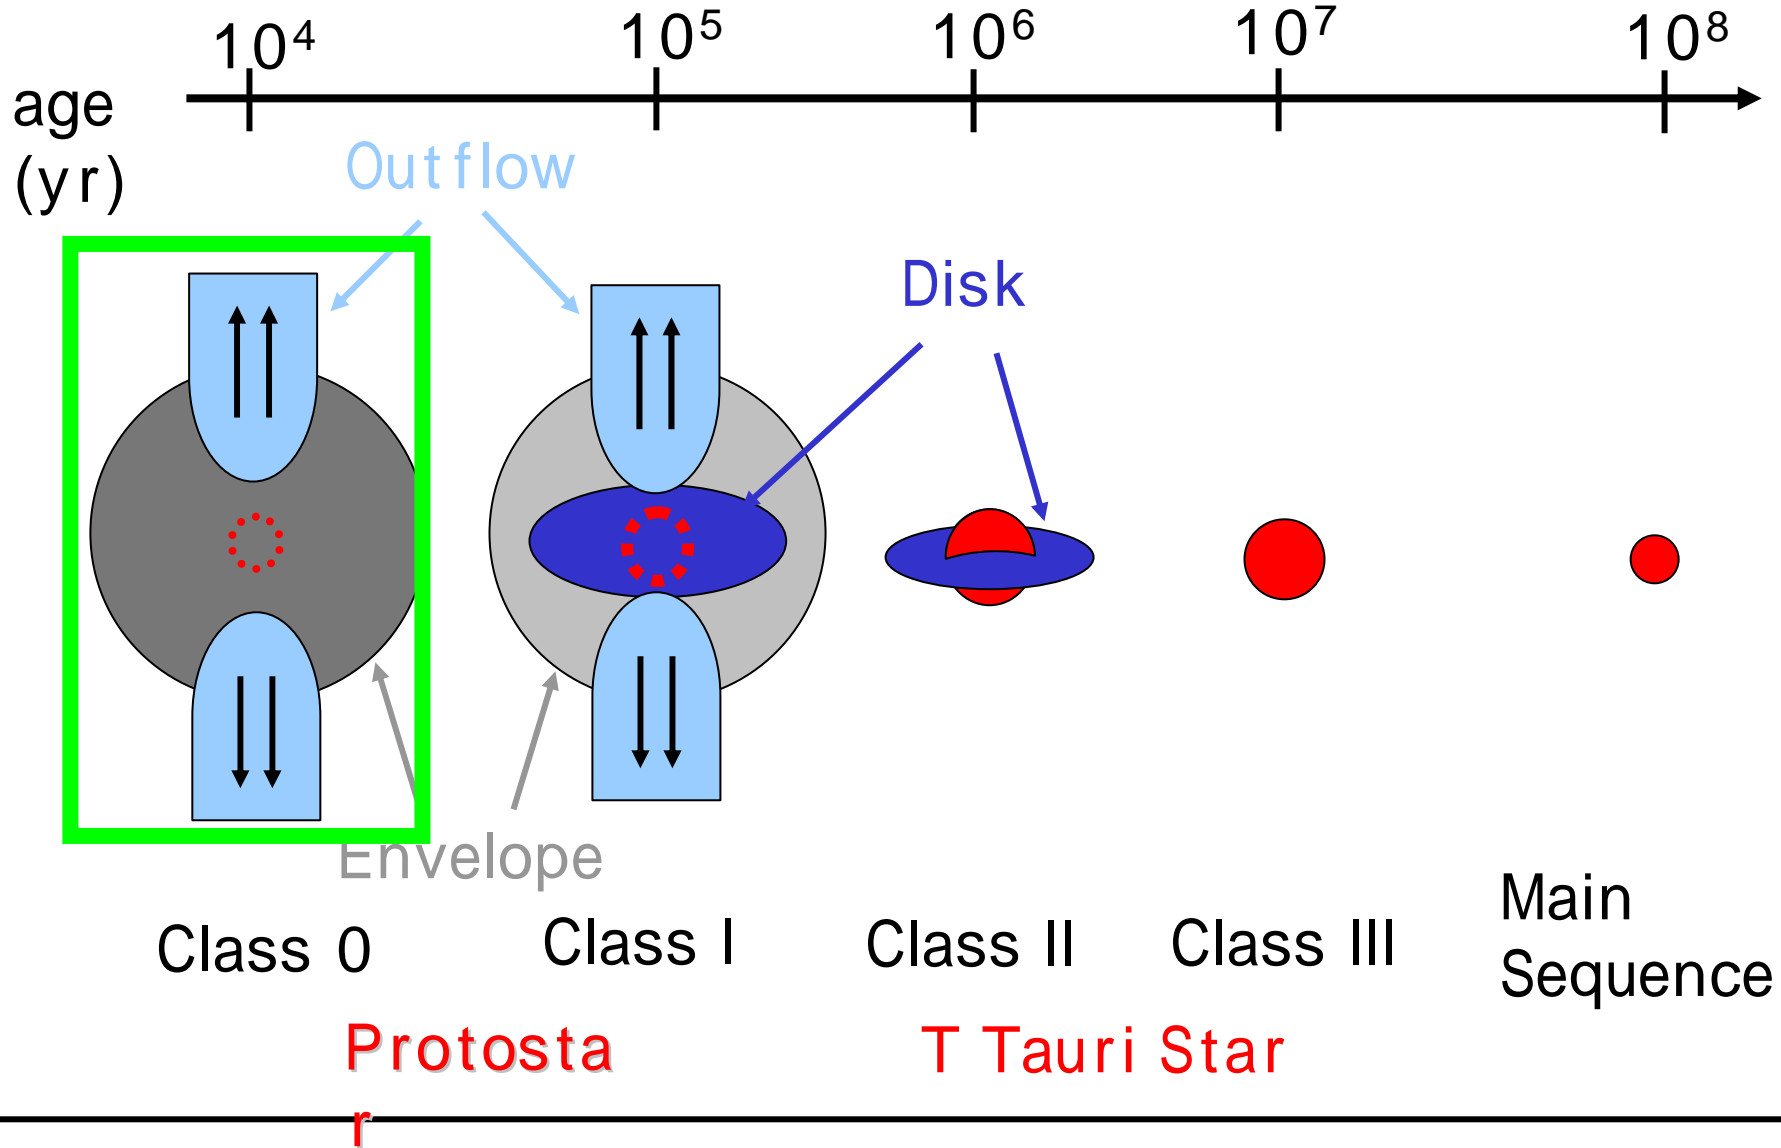 10⁴ 10⁵ 10⁶ 10⁷ 10⁸
age
(yr)
Outflow
Disk
Envelope
Class 0 Class I Class II Class III Main
Sequence
Protosta
r
T Tauri Star